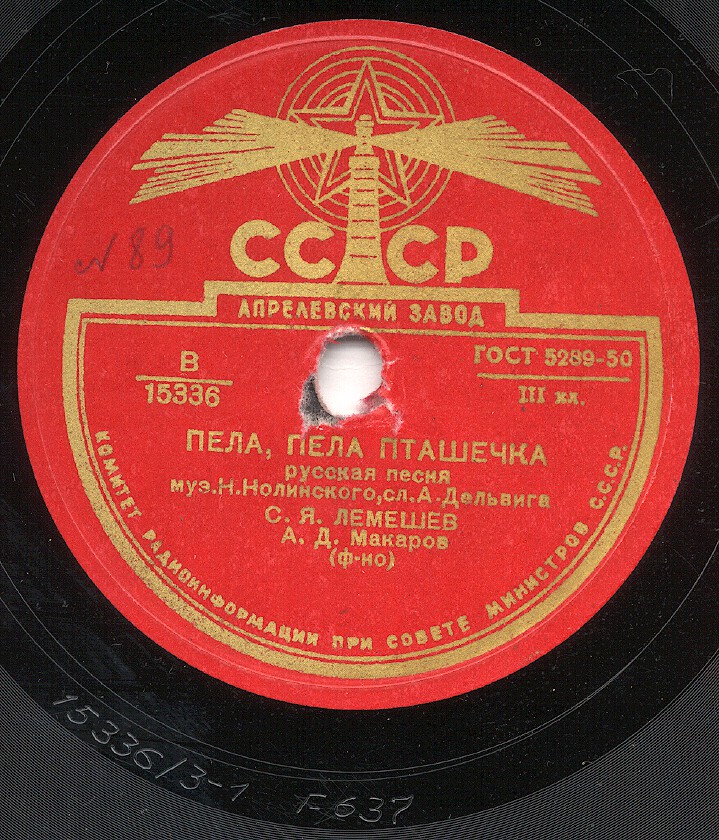 СССР
№ 89
АПРЕЛЕВСКИЙ ЗАВОД
В
15336
ГОСТ 5289-50
III кл.
ПЕЛА, ПЕЛА ПТАШЕЧКА
русская песня
муз.Н.Нолинского,сл.А.Дельвига
С. Я. ЛЕМЕШЕВ
А. Д. Макаров
(ф-но)
КОМИТЕТ РАДИОИНФОРМАЦИИ ПРИ СОВЕТЕ МИНИСТРОВ С.С.С.Р.
15336/3-1 F637